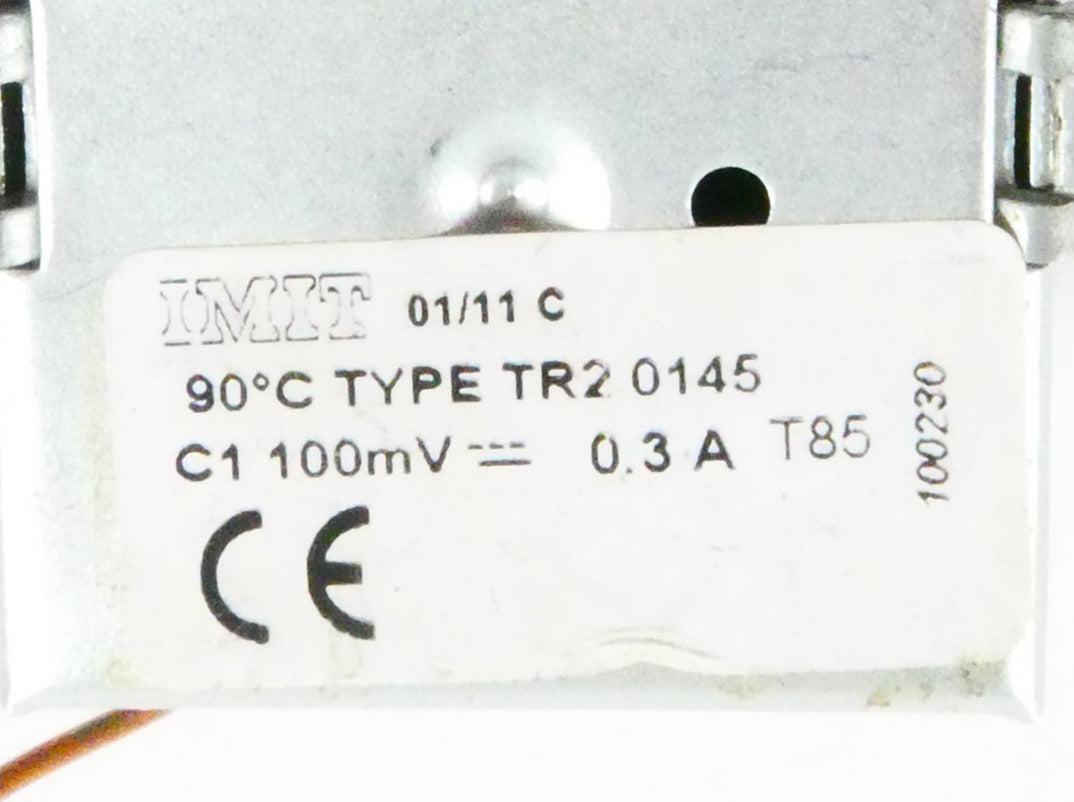 IMIT 01/11 C
90°C TYPE TR2 0145
C1 100mV ⎓ 0.3 A T85
100230
CE